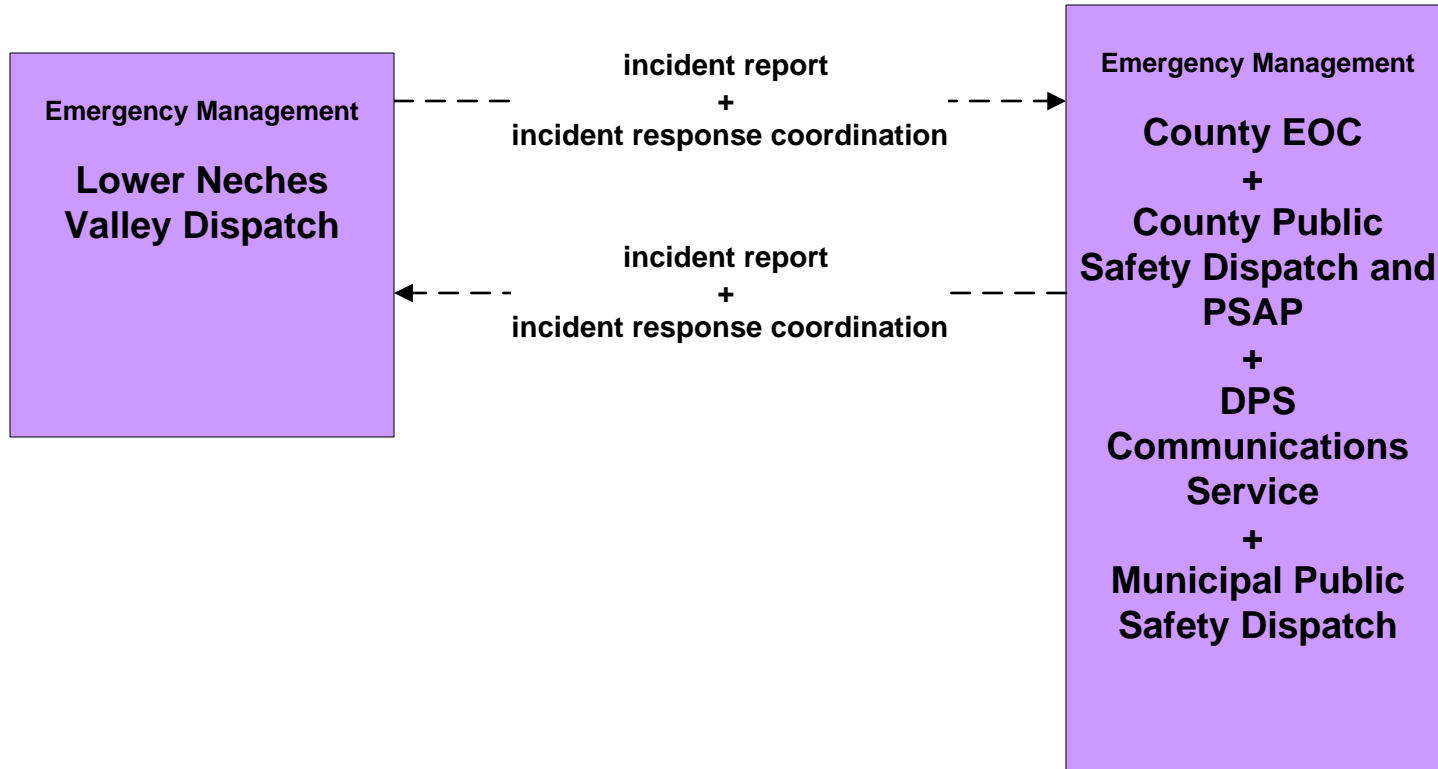 Emergency Management
Lower Neches
Valley Dispatch
incident report
+
incident response coordination
incident report
+
incident response coordination
Emergency Management
County EOC
+
County Public
Safety Dispatch and
PSAP
+
DPS
Communications
Service
+
Municipal Public
Safety Dispatch